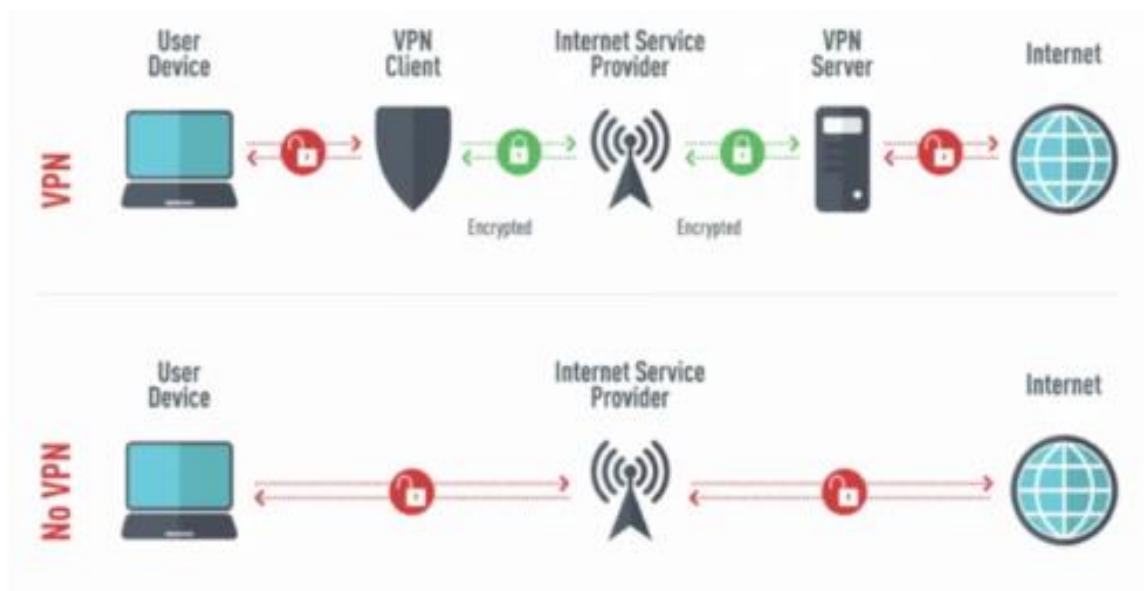 User
Device
VPN
Client
Internet Service
Provider
VPN
Server
Internet
VPN
Encrypted
Encrypted
User
Device
Internet Service
Provider
Internet
No VPN